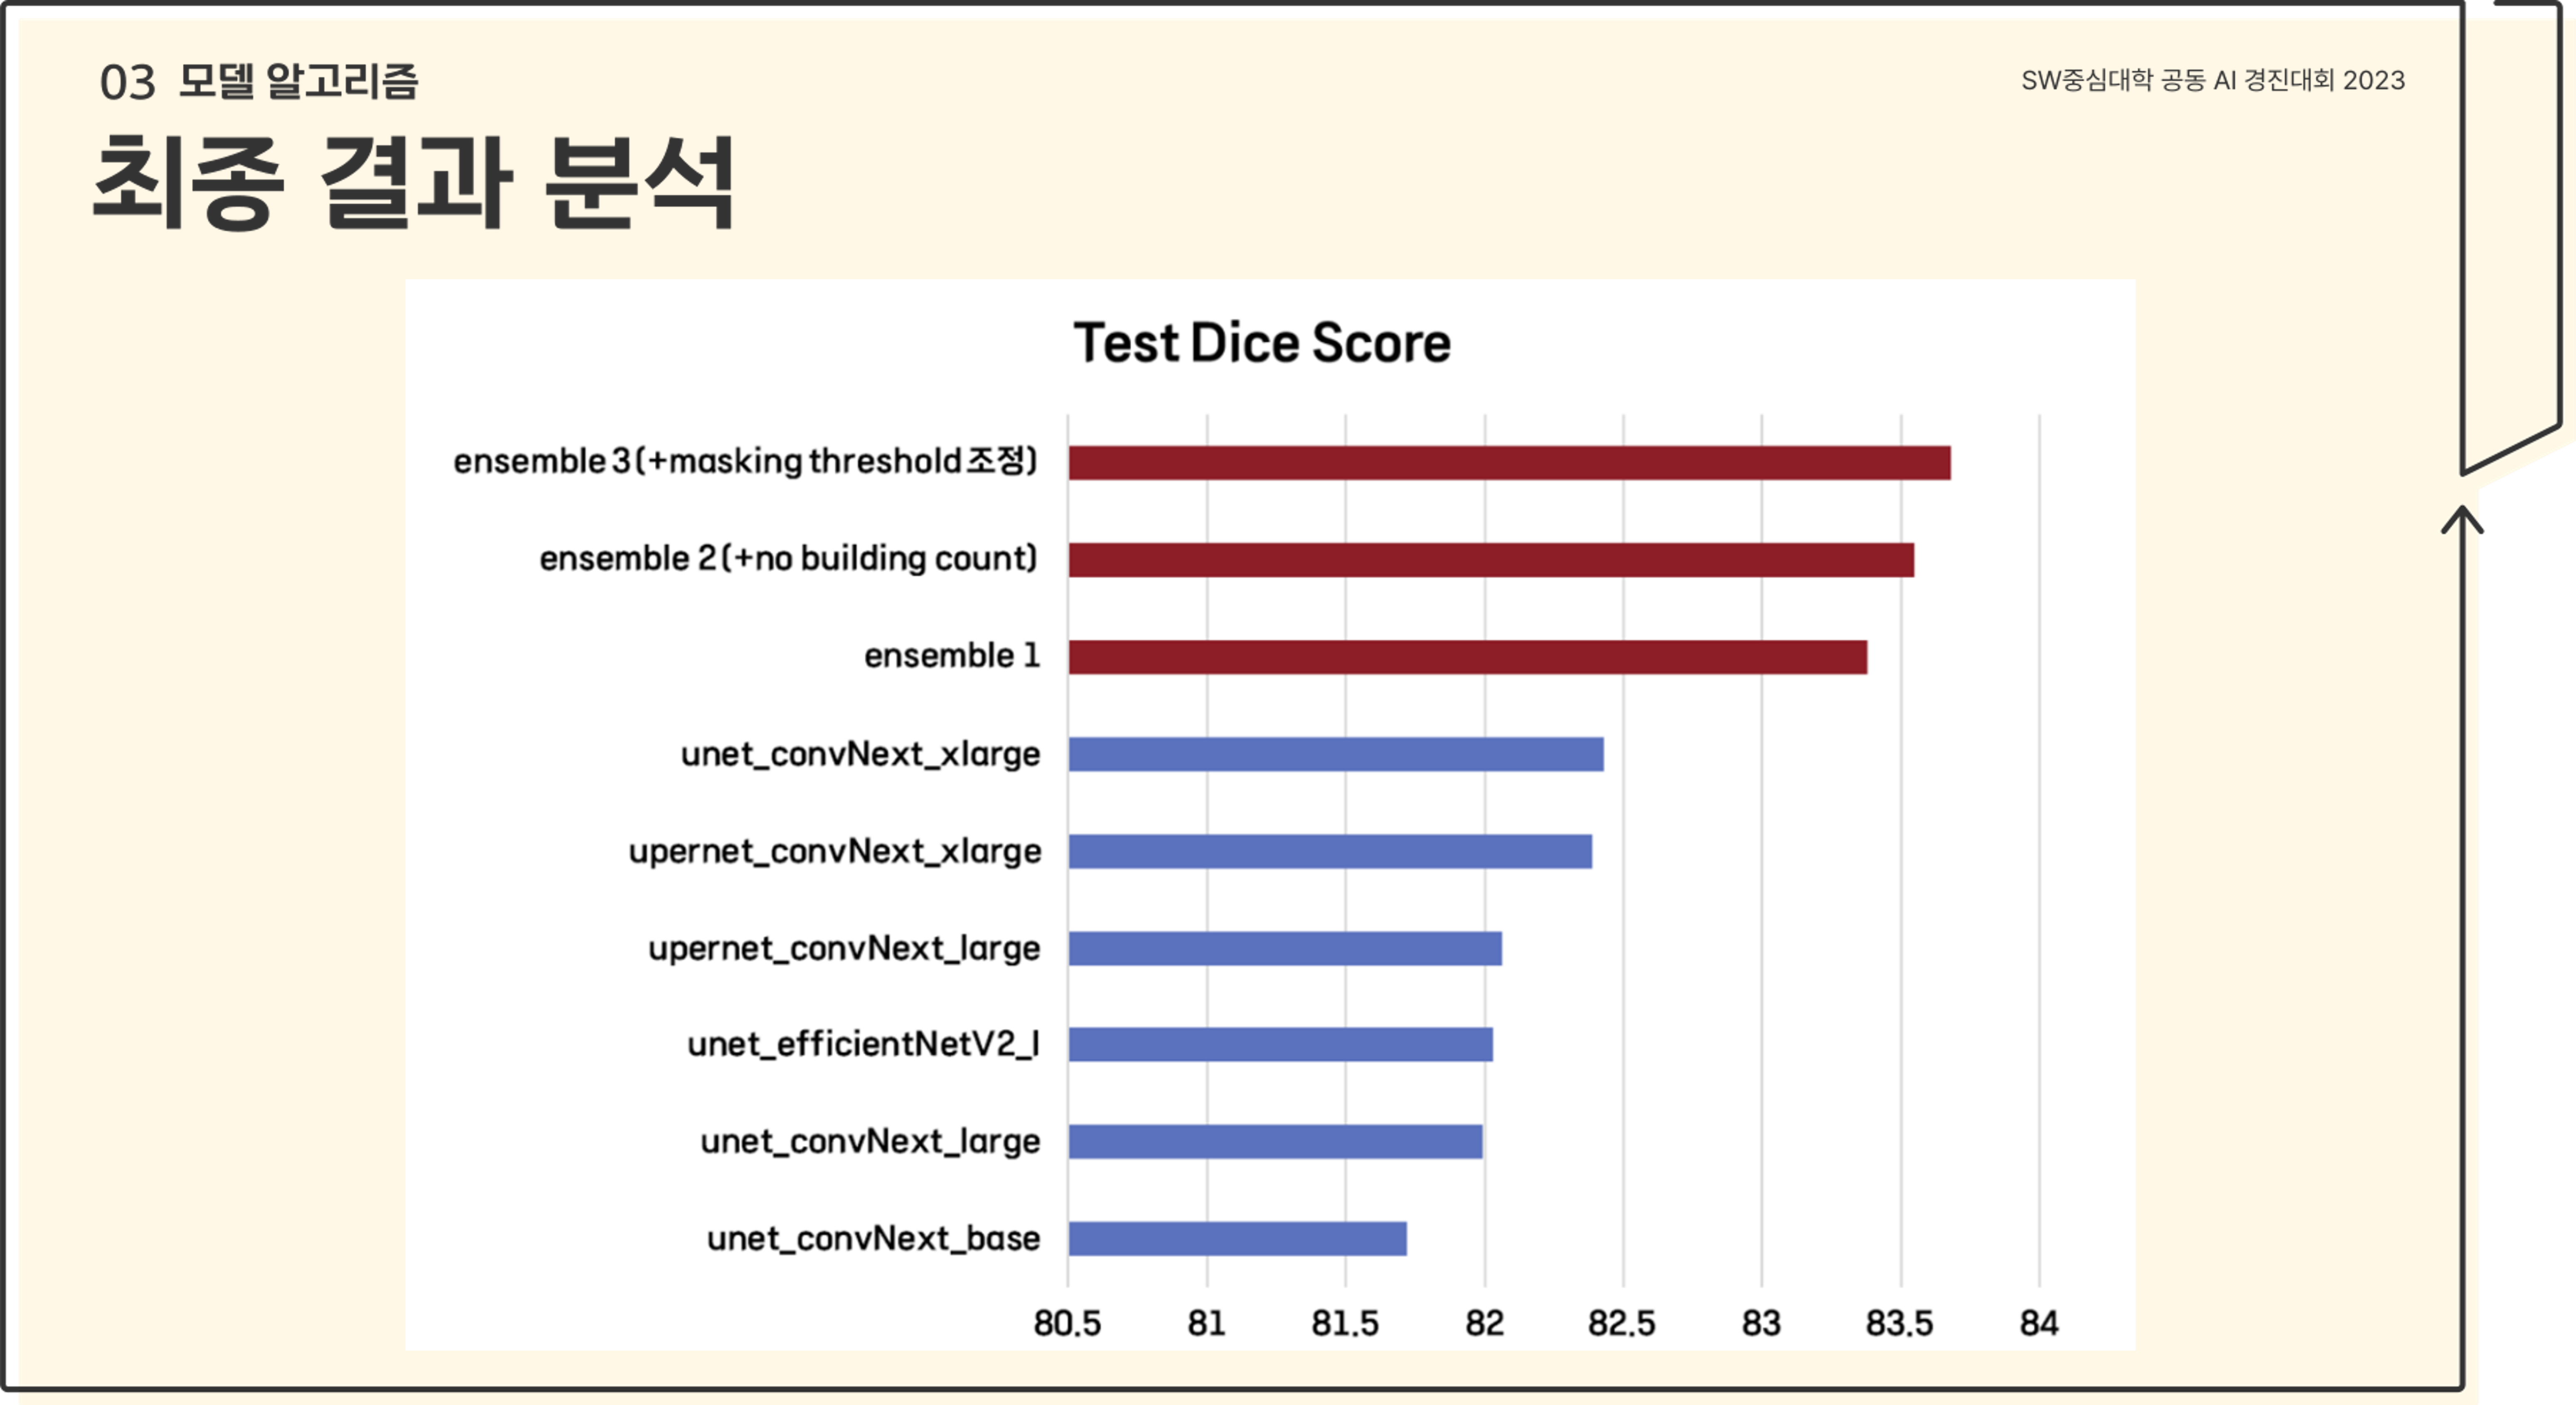 03 모델 알고리즘
SW중심대학 공동 AI 경진대회 2023
최종 결과 분석
Test Dice Score
ensemble 3(+masking threshold 조정)
ensemble 2(+no building count)
ensemble 1
unet_convNext_xlarge
upernet_convNext_xlarge
upernet_convNext_large
unet_efficientNetV2_l
unet_convNext_large
unet_convNext_base
80.5 81 81.5 82 82.5 83 83.5 84